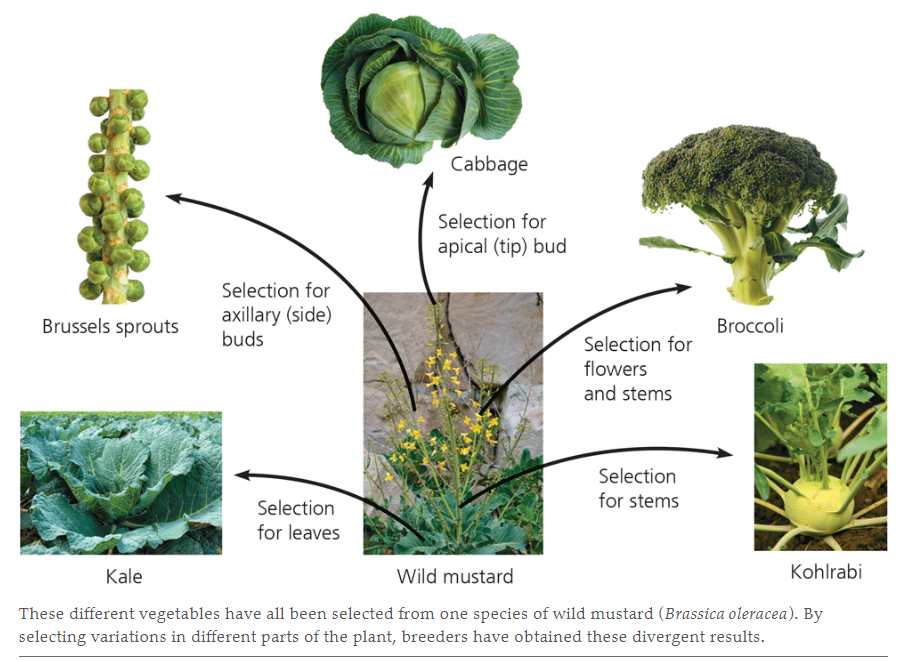 Cabbage
Selection for
apical (tip) bud
Brussels sprouts
Selection for
axillary (side)
buds
Broccoli
Selection for
flowers
and stems
Kale
Selection
for leaves
Wild mustard
Selection
for stems
Kohlrabi
These different vegetables have all been selected from one species of wild mustard (Brassica oleracea). By
selecting variations in different parts of the plant, breeders have obtained these divergent results.